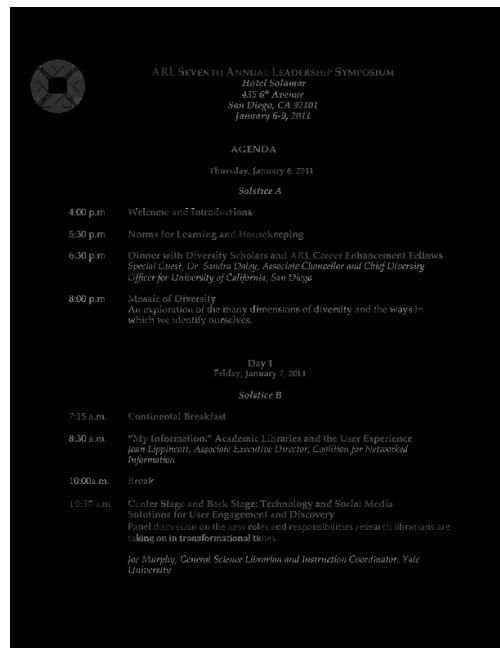 ARL SEVENTH ANNUAL LEADERSHIP SYMPOSIUM
Hotel Solamar
435 6th Avenue
San Diego, CA 92101
January 6-9, 2011
AGENDA
Thursday, January 6, 2011
Solstice A
4:00 p.m. Welcome and Introductions
5:30 p.m. Norms for Learning and Housekeeping
6:30 p.m. Dinner with Diversity Scholars and ARL Career Enhancement Fellows
Special Guest, Dr. Sandra Daley, Associate Chancellor and Chief Diversity
Officer for University of California, San Diego
8:00 p.m. Mosaic of Diversity
An exploration of the many dimensions of diversity and the ways in
which we identify ourselves.
Day 1
Friday, January 7, 2011
Solstice B
7:15 a.m. Continental Breakfast
8:30 a.m. "My Information:" Academic Libraries and the User Experience
Joan Lippincott, Associate Executive Director, Coalition for Networked
Information
10:00a.m. Break
10:30 a.m. Center Stage and Back Stage: Technology and Social Media
Solutions for User Engagement and Discovery
Panel discussion on the new roles and responsibilities research librarians are
taking on in transformational times.
Joe Murphy, General Science Librarian and Instruction Coordinator, Yale
University